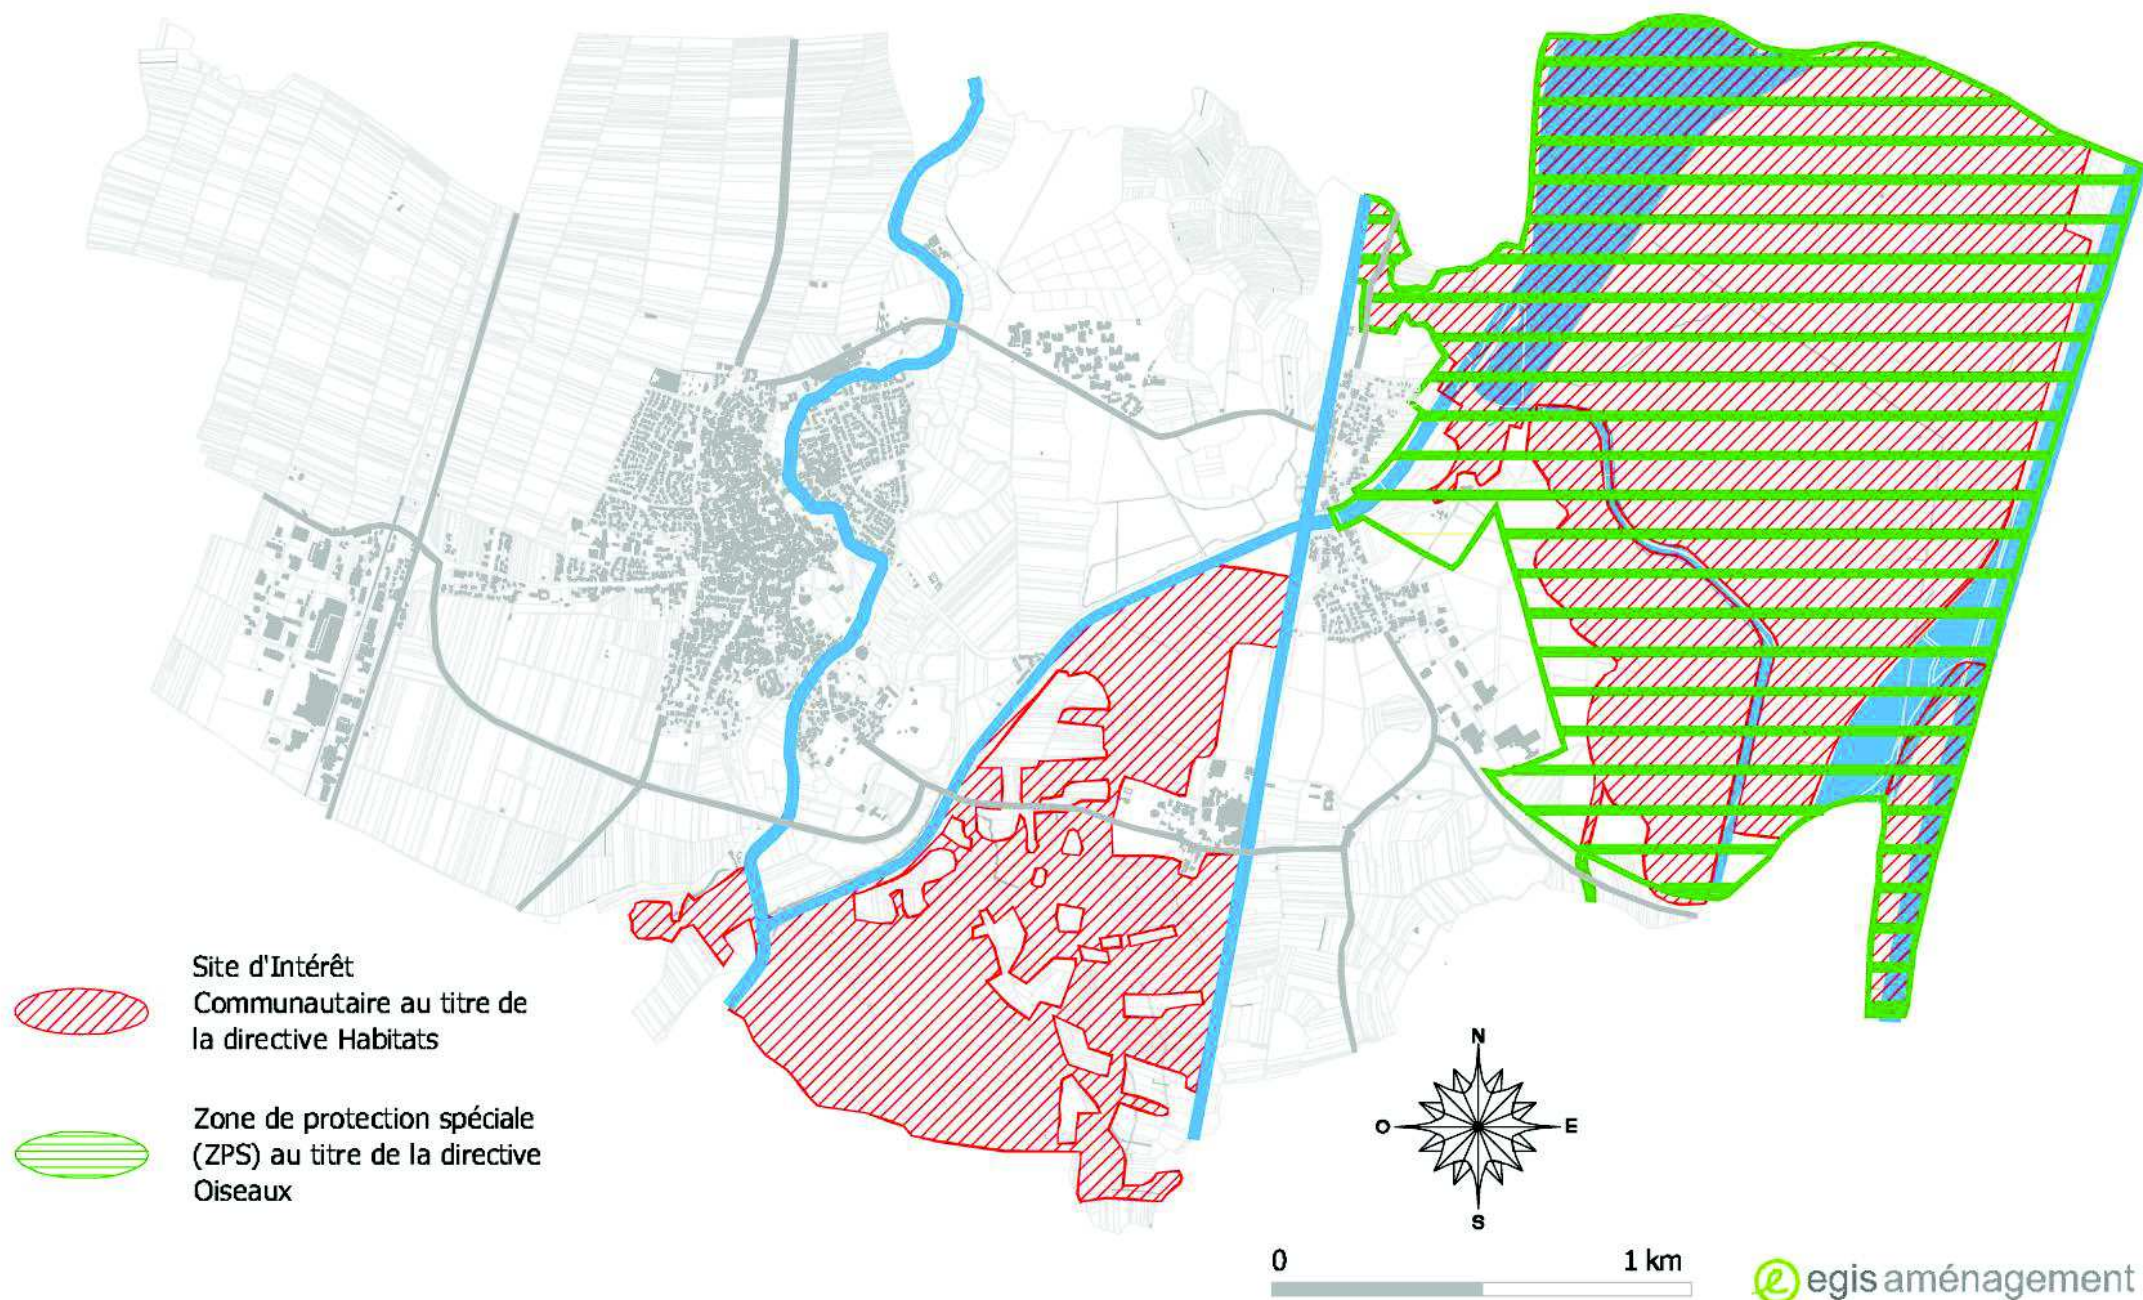 Site d'Intérêt
Communautaire au titre de
la directive Habitats
Zone de protection spéciale
(ZPS) au titre de la directive
Oiseaux
N
O
E
S
0 1 km
egis aménagement